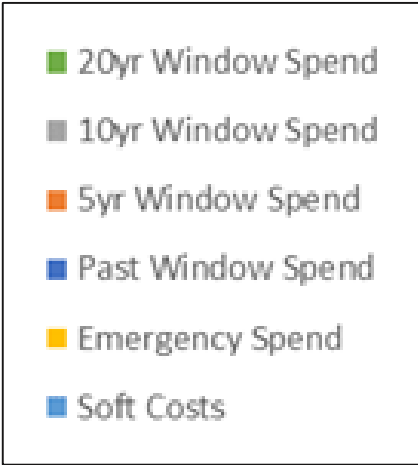 20yr Window Spend
10yr Window Spend
5yr Window Spend
Past Window Spend
Emergency Spend
Soft Costs